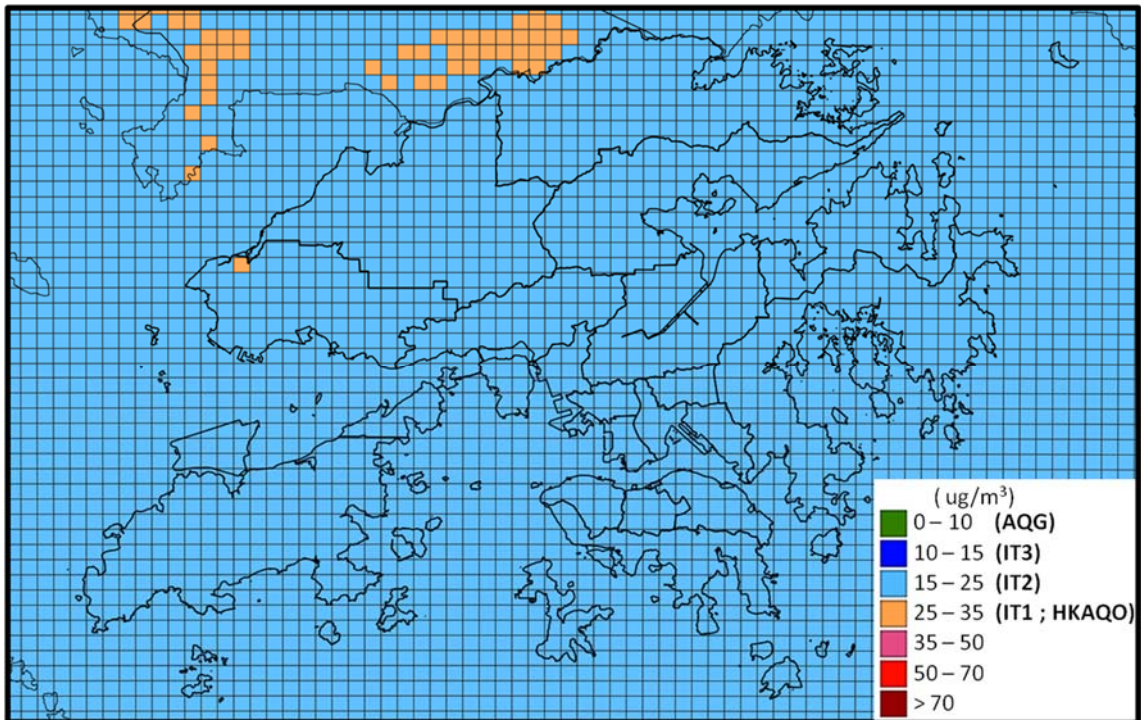 ( ug/m³)
0 – 10 (AQG)
10 – 15 (IT3)
15 – 25 (IT2)
25 – 35 (IT1 ; HKAQO)
35 – 50
50 – 70
> 70